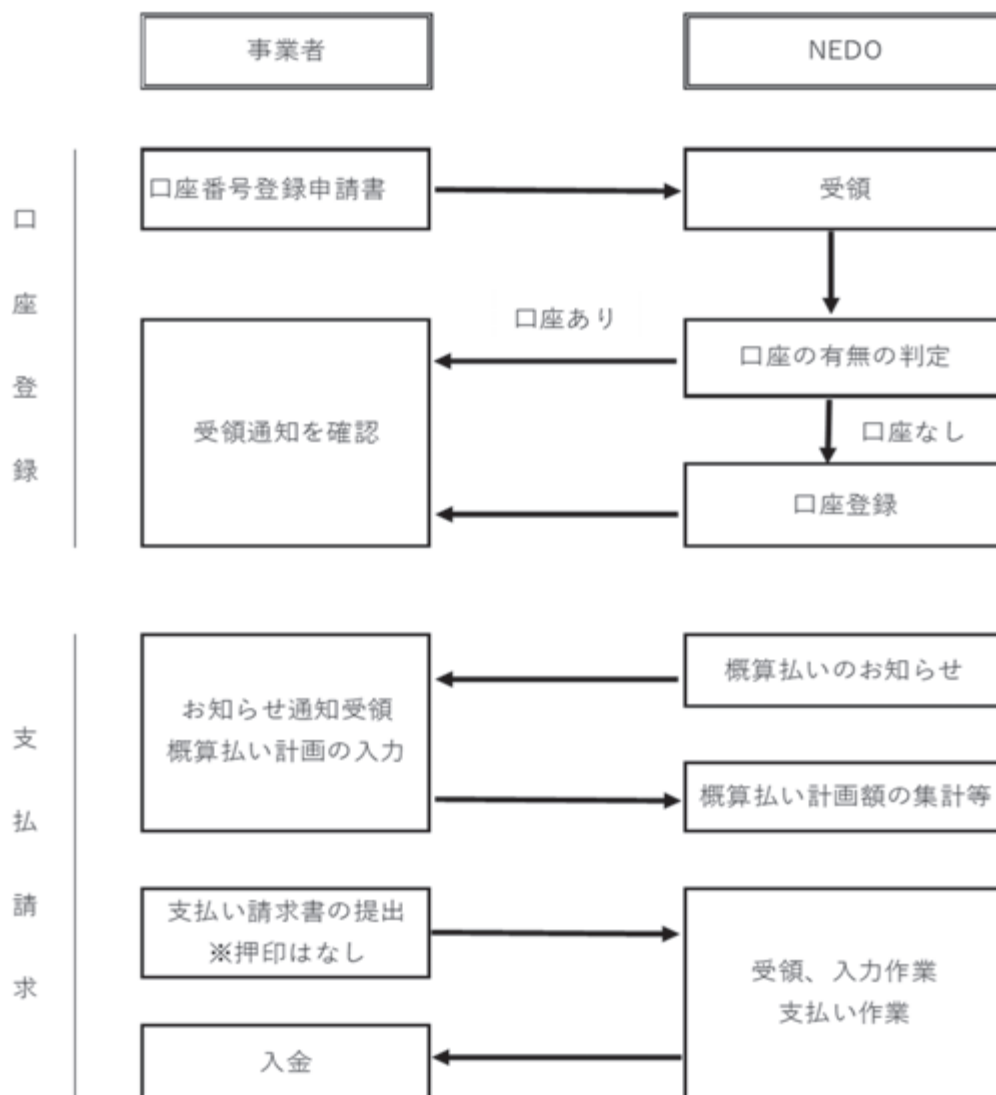 事業者
NEDO
口座登録
口座番号登録申請書
受領
口座あり
口座の有無の判定
受領通知を確認
口座なし
口座登録
支払請求
概算払いのお知らせ
お知らせ通知受領
概算払い計画の入力
概算払い計画額の集計等
支払い請求書の提出
※押印はなし
受領、入力作業
支払い作業
入金